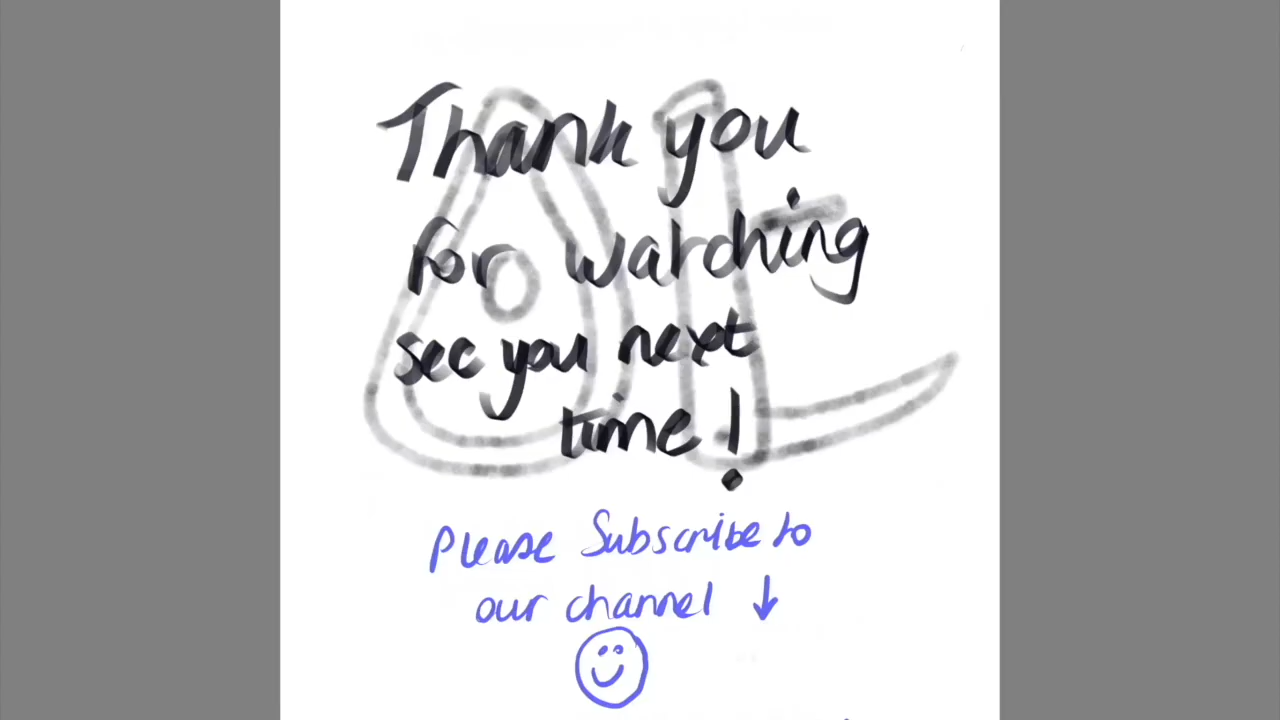 Thank you
for watching
see you next
time!
Please Subscribe to
our channel ↓